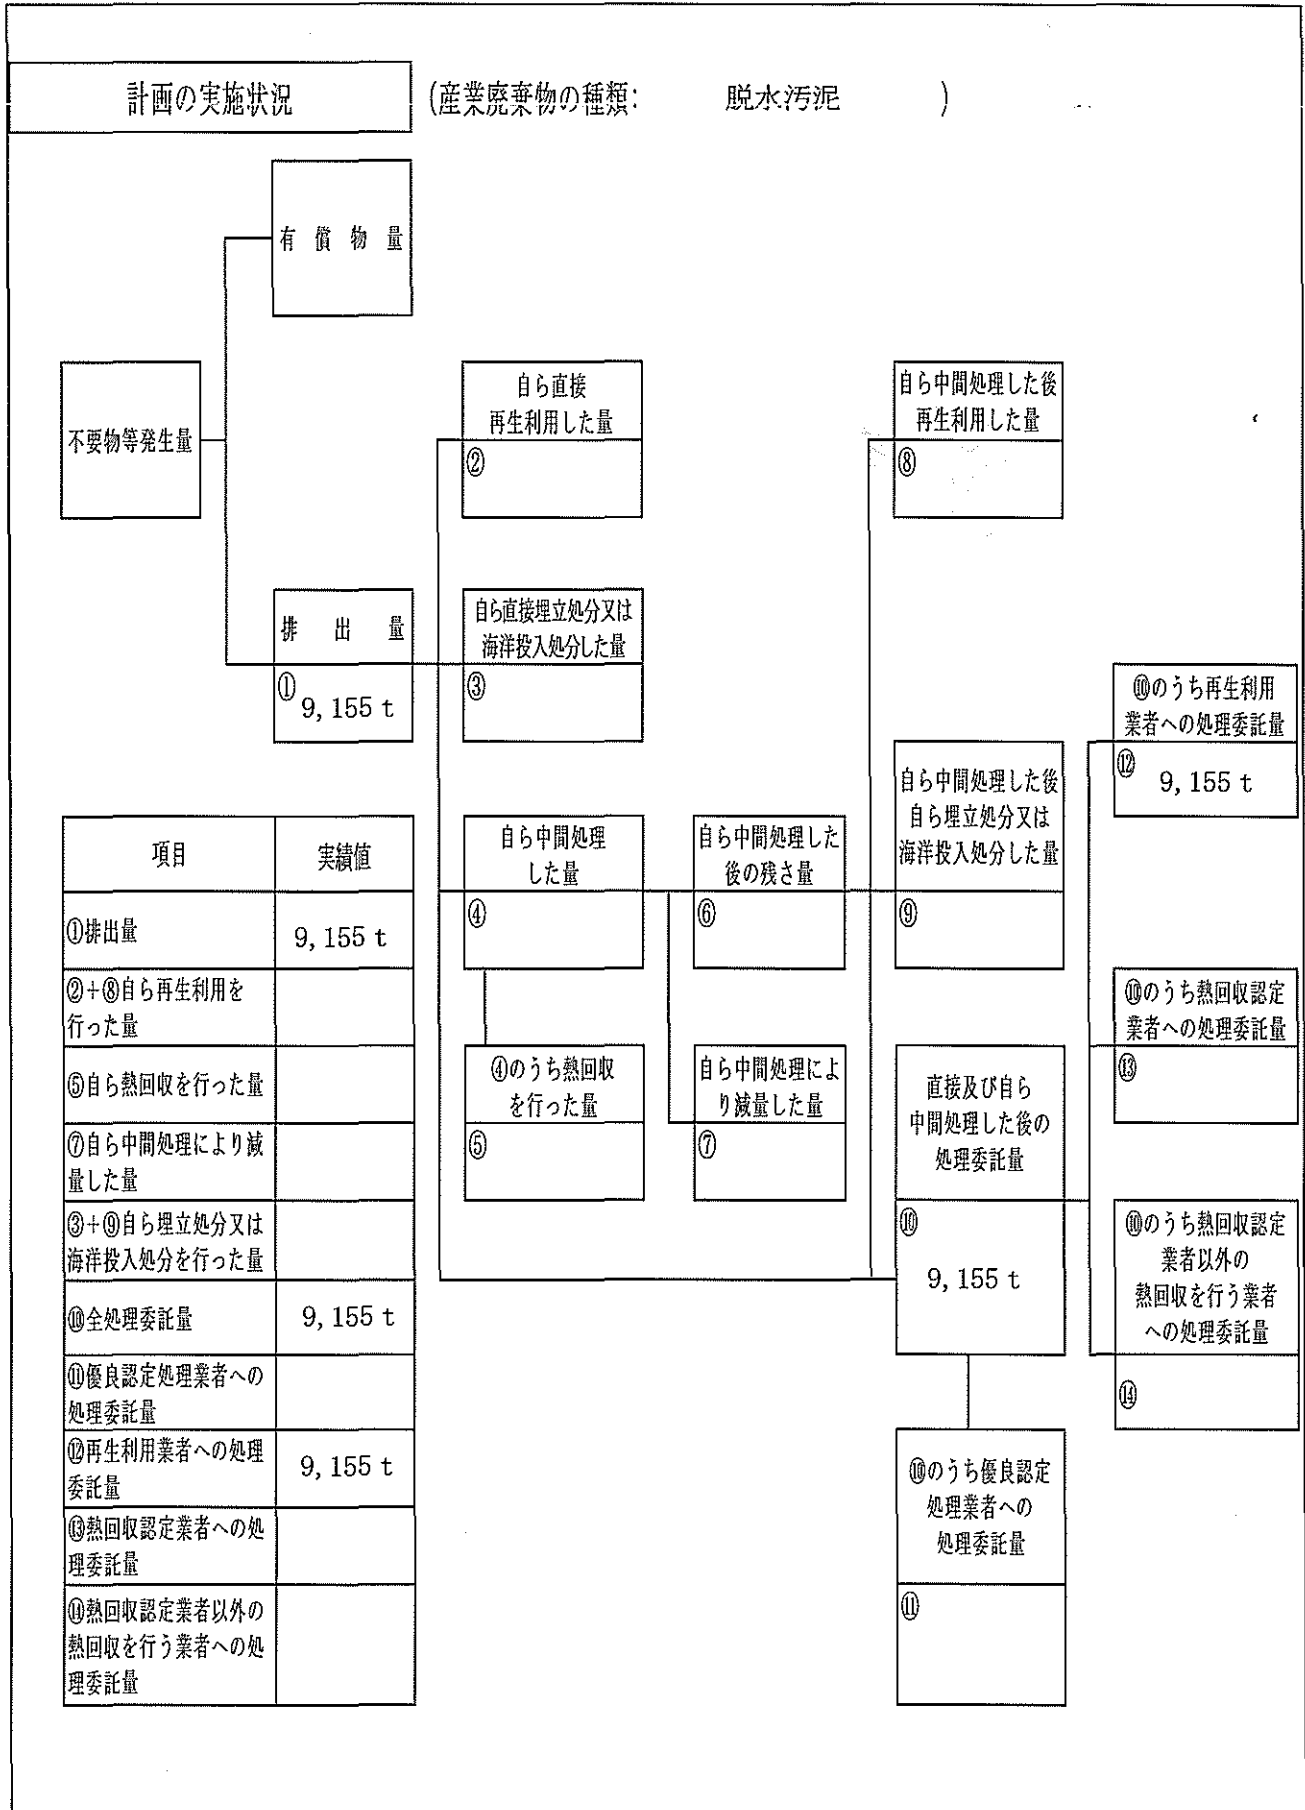 計画の実施状況
(産業廃棄物の種類: 脱水汚泥 )
有償物量
不要物等発生量
自ら直接
再生利用した量
②
自ら中間処理した後
再生利用した量
⑧
排出量
①
9,155 t
自ら直接埋立処分又は
海洋投入処分した量
③
⑩のうち再生利用
業者への処理委託量
⑫
9,155 t
自ら中間処理した後
自ら埋立処分又は
海洋投入処分した量
⑨
自ら中間処理
した量
④
自ら中間処理した
後の残さ量
⑥
④のうち熱回収
を行った量
⑤
自ら中間処理によ
り減量した量
⑦
直接及び自ら
中間処理した後の
処理委託量
⑩
9,155 t
⑩のうち熱回収認定
業者への処理委託量
⑬
⑩のうち熱回収認定
業者以外の
熱回収を行う業者
への処理委託量
⑭
⑩のうち優良認定
処理業者への
処理委託量
⑪
項目 実績値
①排出量 9,155 t
②+⑧自ら再生利用を
行った量
⑤自ら熱回収を行った量
⑦自ら中間処理により減
量した量
③+⑨自ら埋立処分又は
海洋投入処分を行った量
⑩全処理委託量 9,155 t
⑪優良認定処理業者への
処理委託量
⑫再生利用業者への処理
委託量
9,155 t
⑬熱回収認定業者への処
理委託量
⑭熱回収認定業者以外の
熱回収を行う業者への処
理委託量